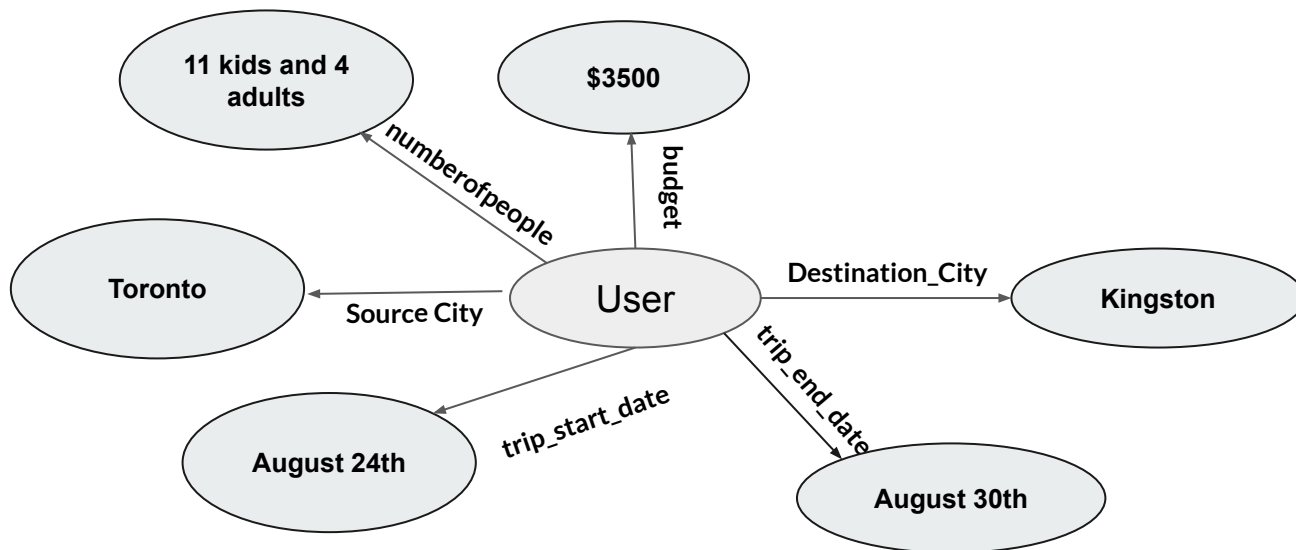 11 kids and 4
adults
$3500
numberofpeople
budget
Toronto
Source City
User
Destination_City
Kingston
trip_start_date
trip_end_date
August 24th
August 30th